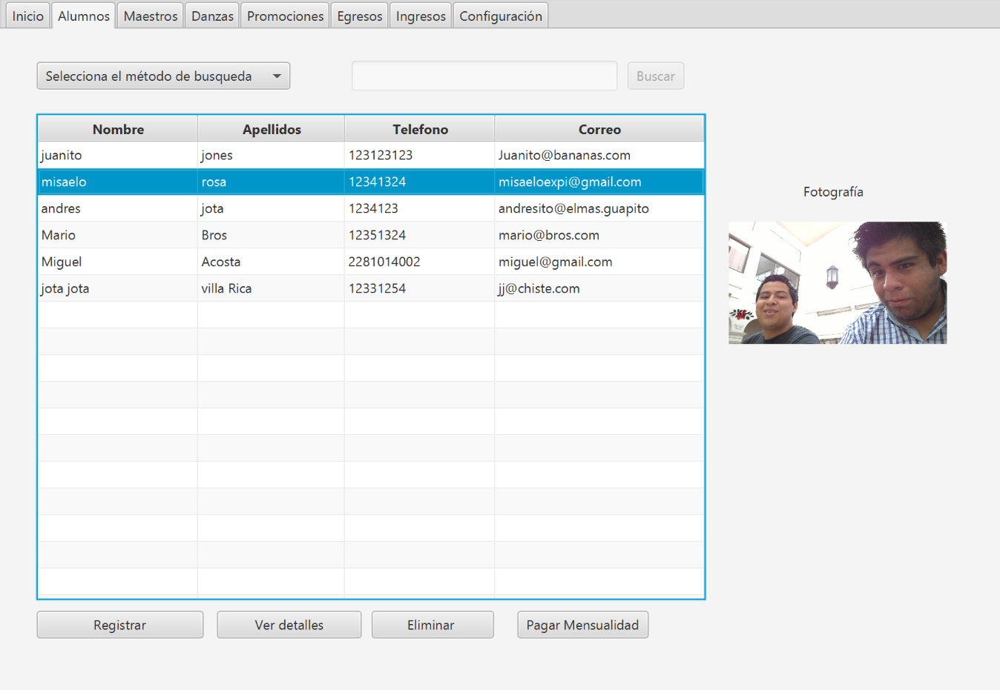 Inicio Alumnos Maestros Danzas Promociones Egresos Ingresos Configuración
Selecciona el método de busqueda Buscar
Nombre Apellidos Telefono Correo
juanito jones 123123123 Juanito@bananas.com
misaelo rosa 12341324 misaeloexpi@gmail.com
Fotografía
andres jota 1234123 andresito@elmas.guapito
Mario Bros 12351324 mario@bros.com
Miguel Acosta 2281014002 miguel@gmail.com
jota jota villa Rica 12331254 jj@chiste.com
Registrar Ver detalles Eliminar Pagar Mensualidad